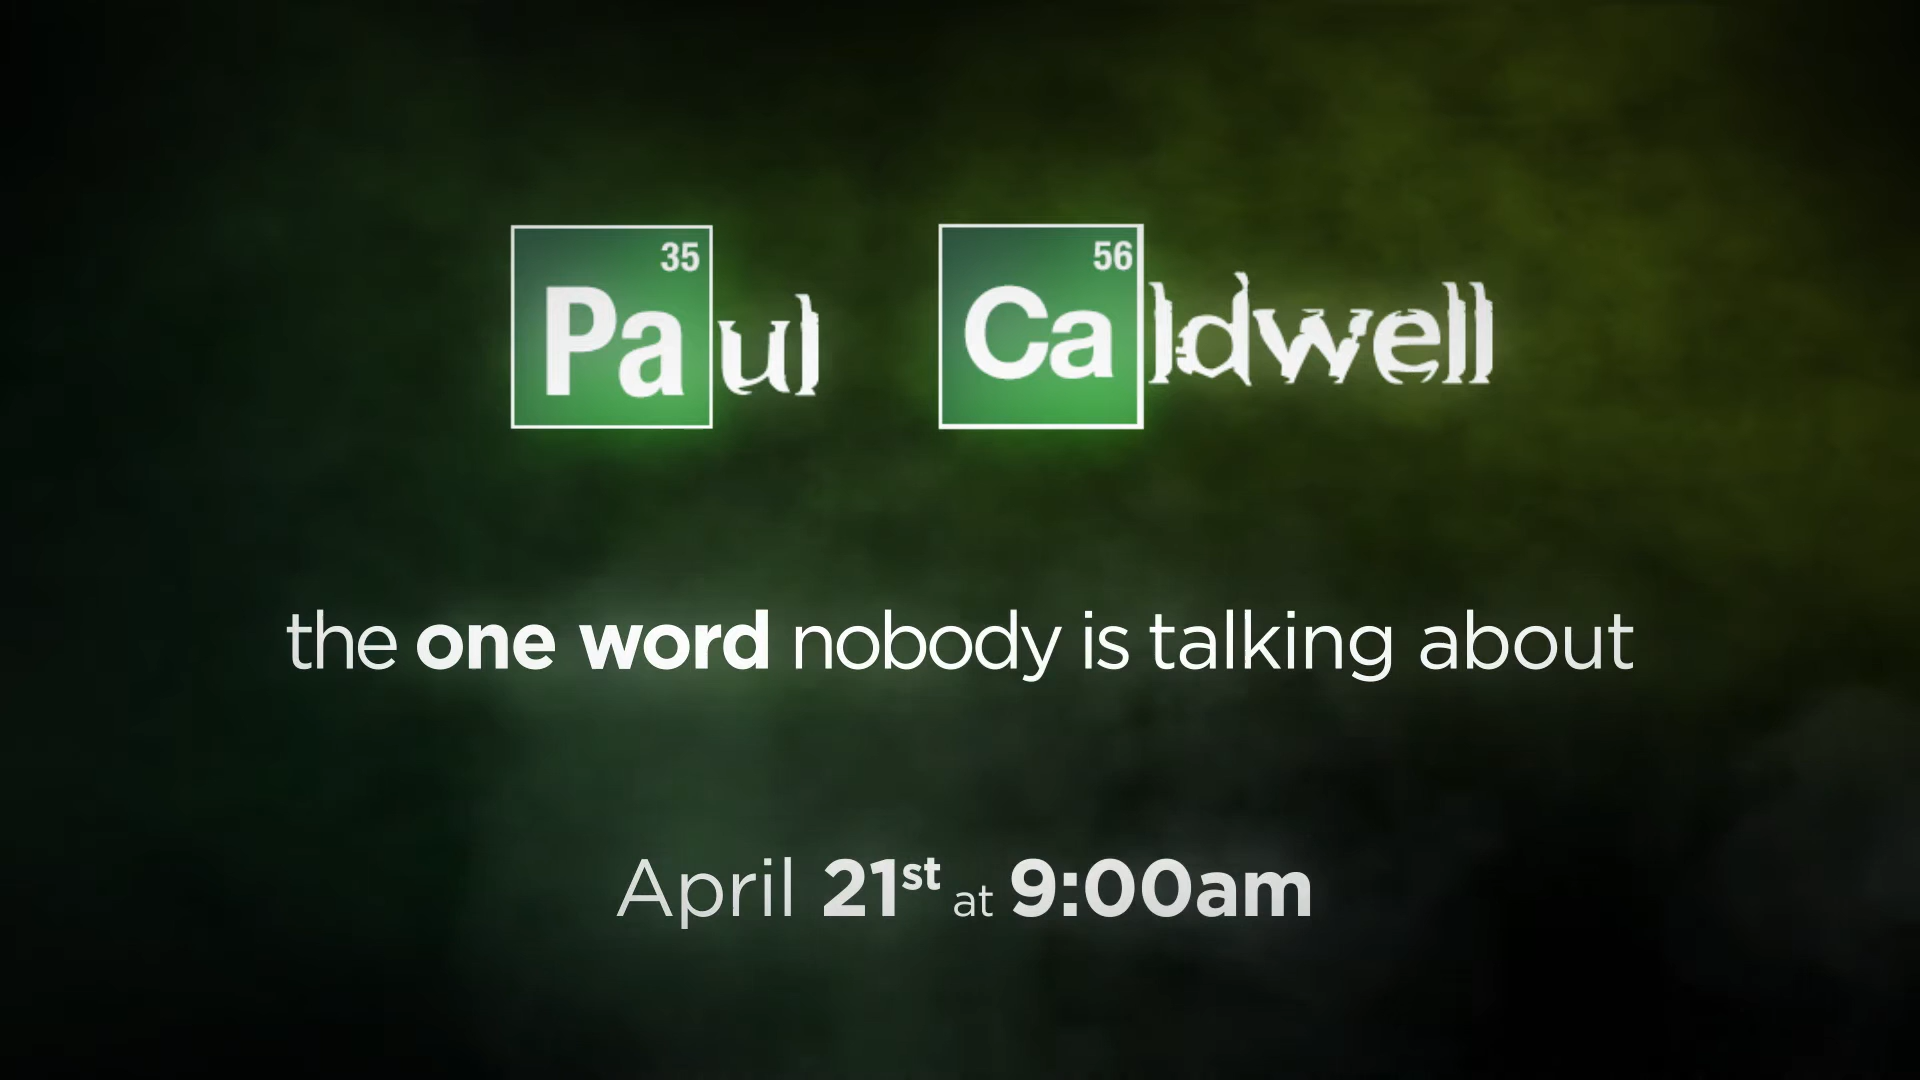 35 56
Paul Caldwell
the one word nobody is talking about
April 21st at 9:00am